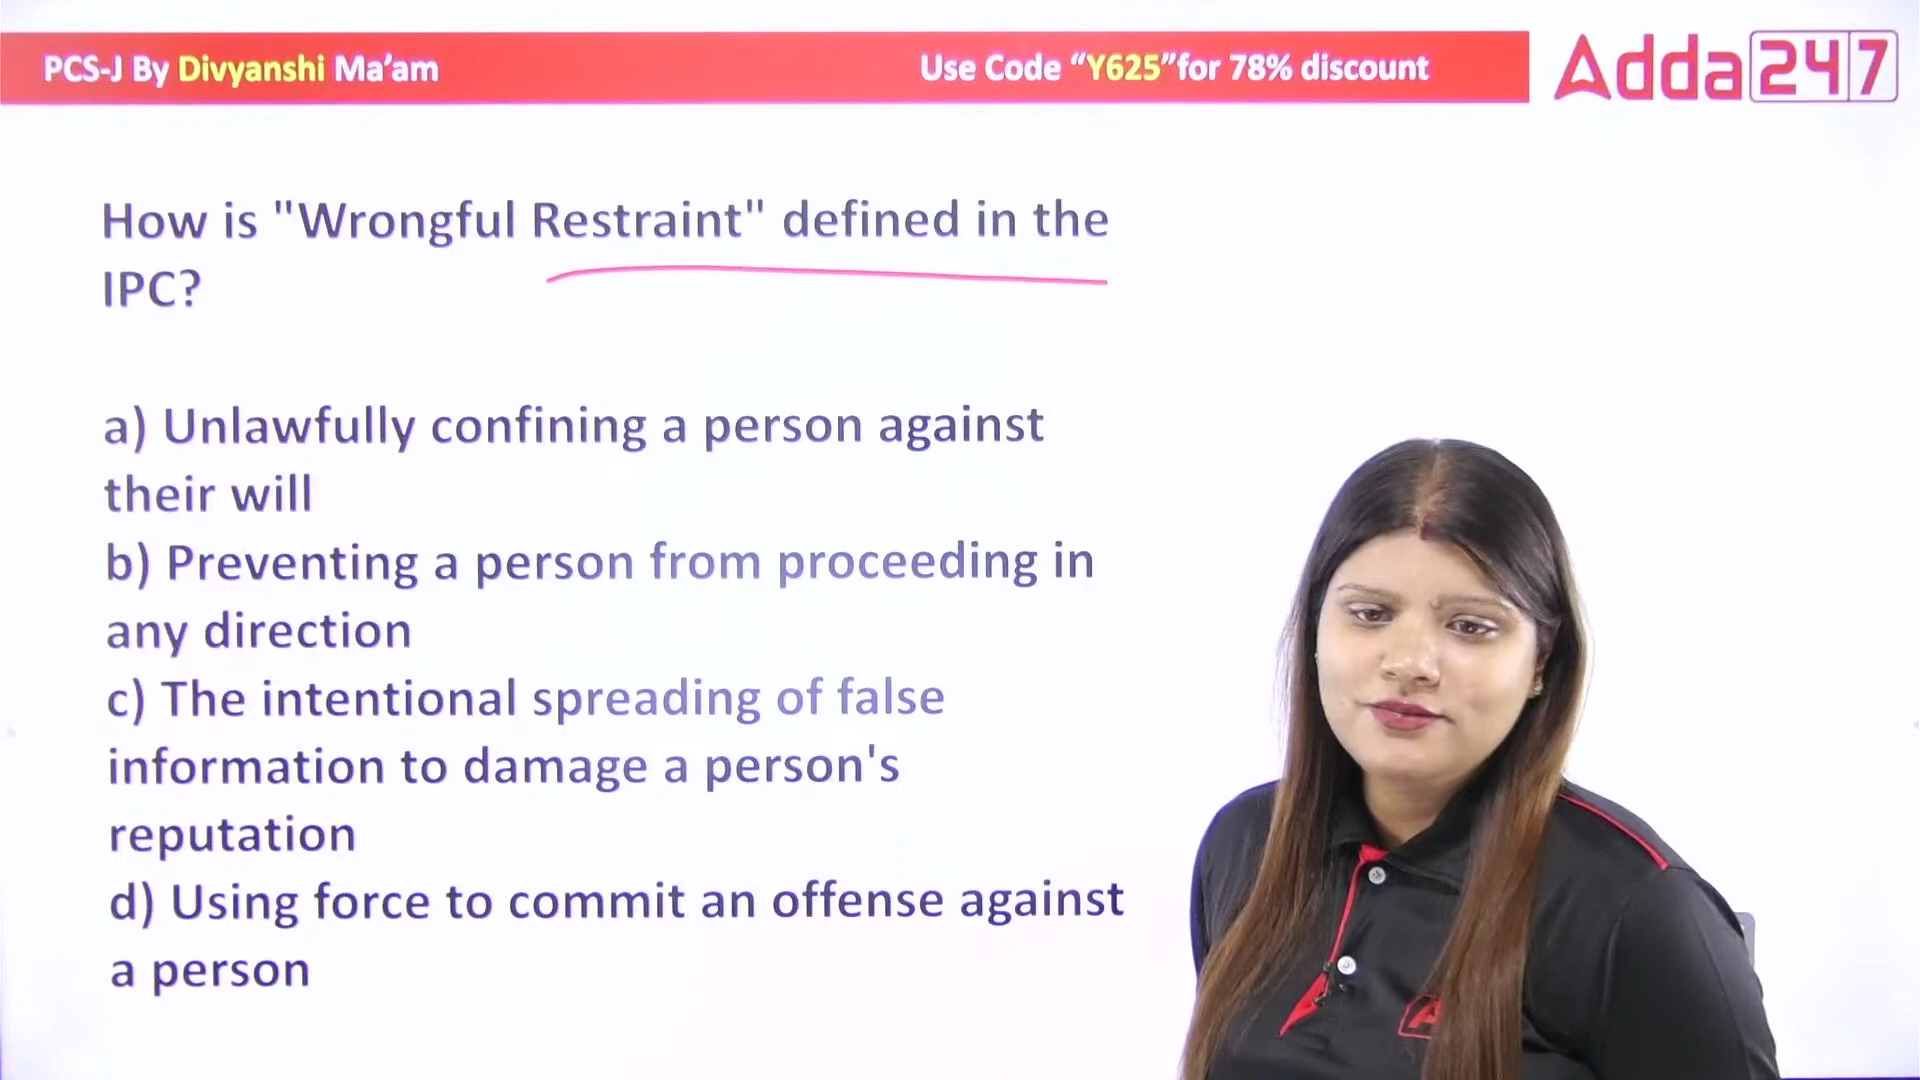 PCS-J By Divyanshi Ma’am
Use Code “Y625”for 78% discount
Adda247
How is "Wrongful Restraint" defined in the
IPC?
a) Unlawfully confining a person against
their will
b) Preventing a person from proceeding in
any direction
c) The intentional spreading of false
information to damage a person's
reputation
d) Using force to commit an offense against
a person